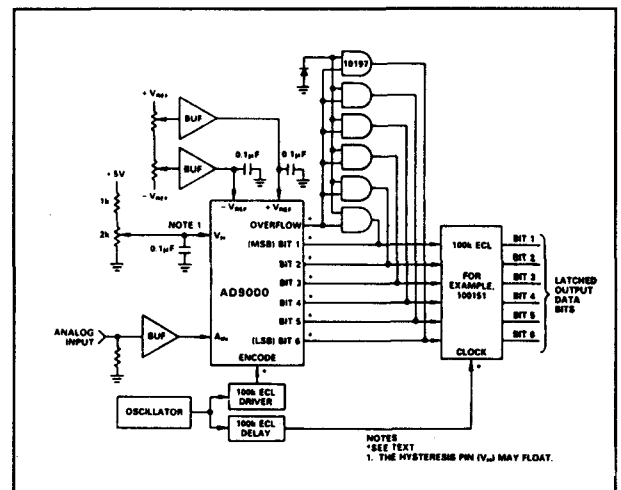 10197
+ VREF
BUF
BUF
0.1µF
0.1µF
+ 5V
- VREF
1k
2k
NOTE 1
0.1µF
- VREF
+ VREF
OVERFLOW *
VH
(MSB) BIT 1 *
BIT 2 *
BIT 3 *
BIT 4 *
BIT 5 *
(LSB) BIT 6 *
AD9000
AIN
ENCODE
*
ANALOG
INPUT
BUF
100k ECL
FOR
EXAMPLE,
100151
CLOCK
*
BIT 1
BIT 2
BIT 3
BIT 4
BIT 5
BIT 6
LATCHED
OUTPUT
DATA
BITS
OSCILLATOR
100k ECL
DRIVER
100k ECL
DELAY
NOTES
*SEE TEXT
1. THE HYSTERESIS PIN (VH) MAY FLOAT.